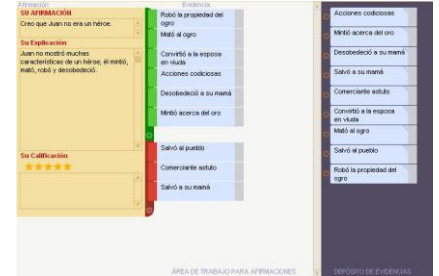 Afirmación
SU AFIRMACIÓN
Creo que Juan no era un héroe.
Su Explicación
Juan no mostró muchas
características de un héroe; él mintió,
mató, robó y desobedeció.
Su Calificación
Evidencia
Robó la propiedad del
ogro
Mató al ogro
Convirtió a la esposa
en viuda
Acciones codiciosas
Desobedeció a su mamá
Mintió acerca del oro
Salvó al pueblo
Comerciante astuto
Salvó a su mamá
ÁREA DE TRABAJO PARA AFIRMACIONES
Acciones codiciosas
Mintió acerca del oro
Desobedeció a su mamá
Salvó a su mamá
Comerciante astuto
Convirtió a la esposa
en viuda
Mató al ogro
Salvó al pueblo
Robó la propiedad del
ogro
DEPÓSITO DE EVIDENCIAS